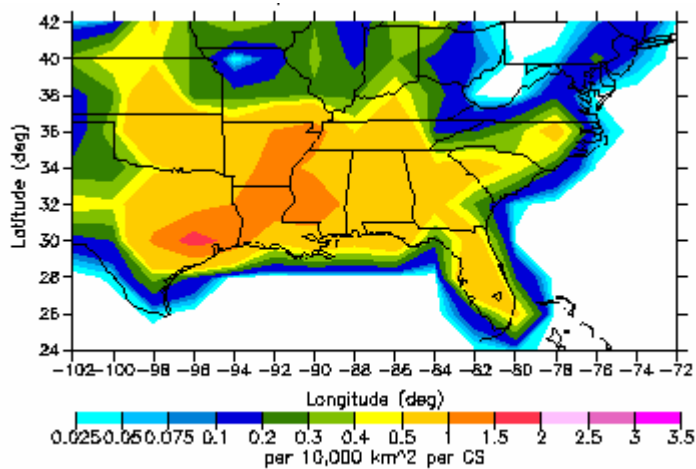 42
40
38
36
34
32
30
28
26
24
Latitude (deg)
-102 -100 -98 -96 -94 -92 -90 -88 -86 -84 -82 -80 -78 -76 -74 -72
Longitude (deg)
0.025 0.05 0.075 0.1 0.2 0.3 0.4 0.5 1 1.5 2 2.5 3 3.5
per 10,000 km^2 per CS